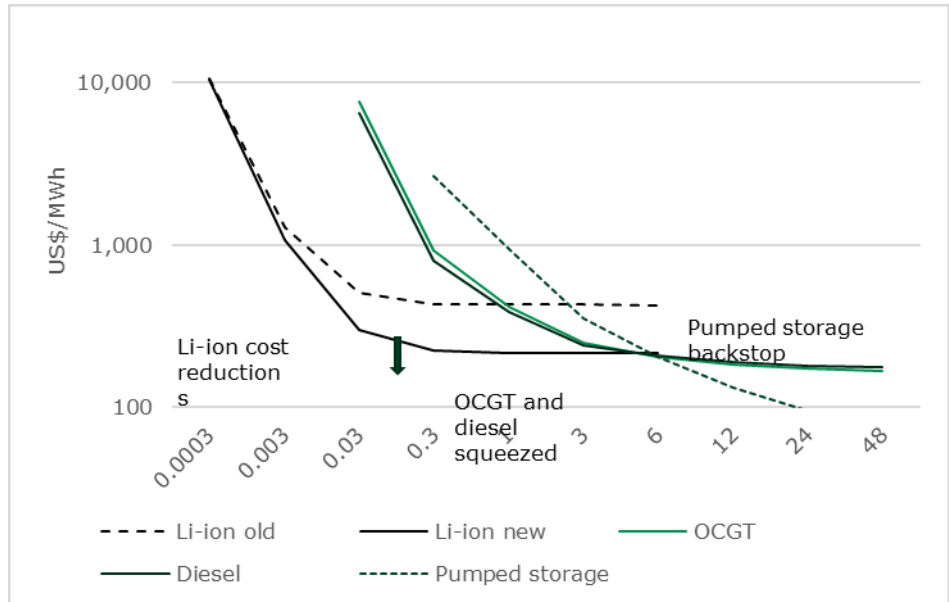 10,000
1,000
100
US$/MWh
Pumped storage
backstop
Li-ion cost
reduction
s
OCGT and
diesel
squeezed
0.0003
0.003
0.03
0.3
1
3
6
12
24
48
Li-ion old
Li-ion new
OCGT
Diesel
Pumped storage